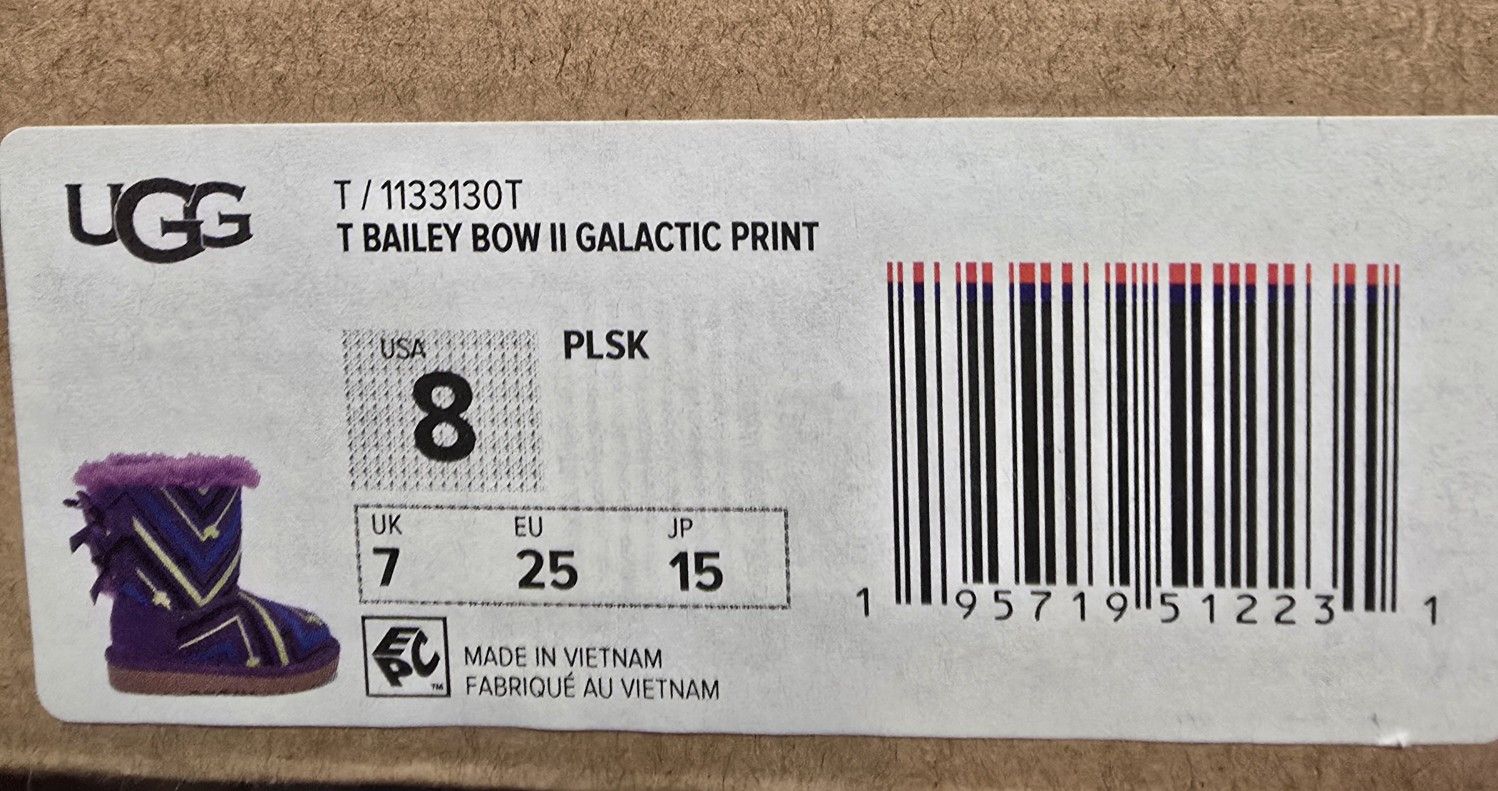 UGG
T / 1133130T
T BAILEY BOW II GALACTIC PRINT
USA
8
PLSK
UK EU JP
7 25 15
EPC ™
MADE IN VIETNAM
FABRIQUÉ AU VIETNAM
1 95719 51223 1